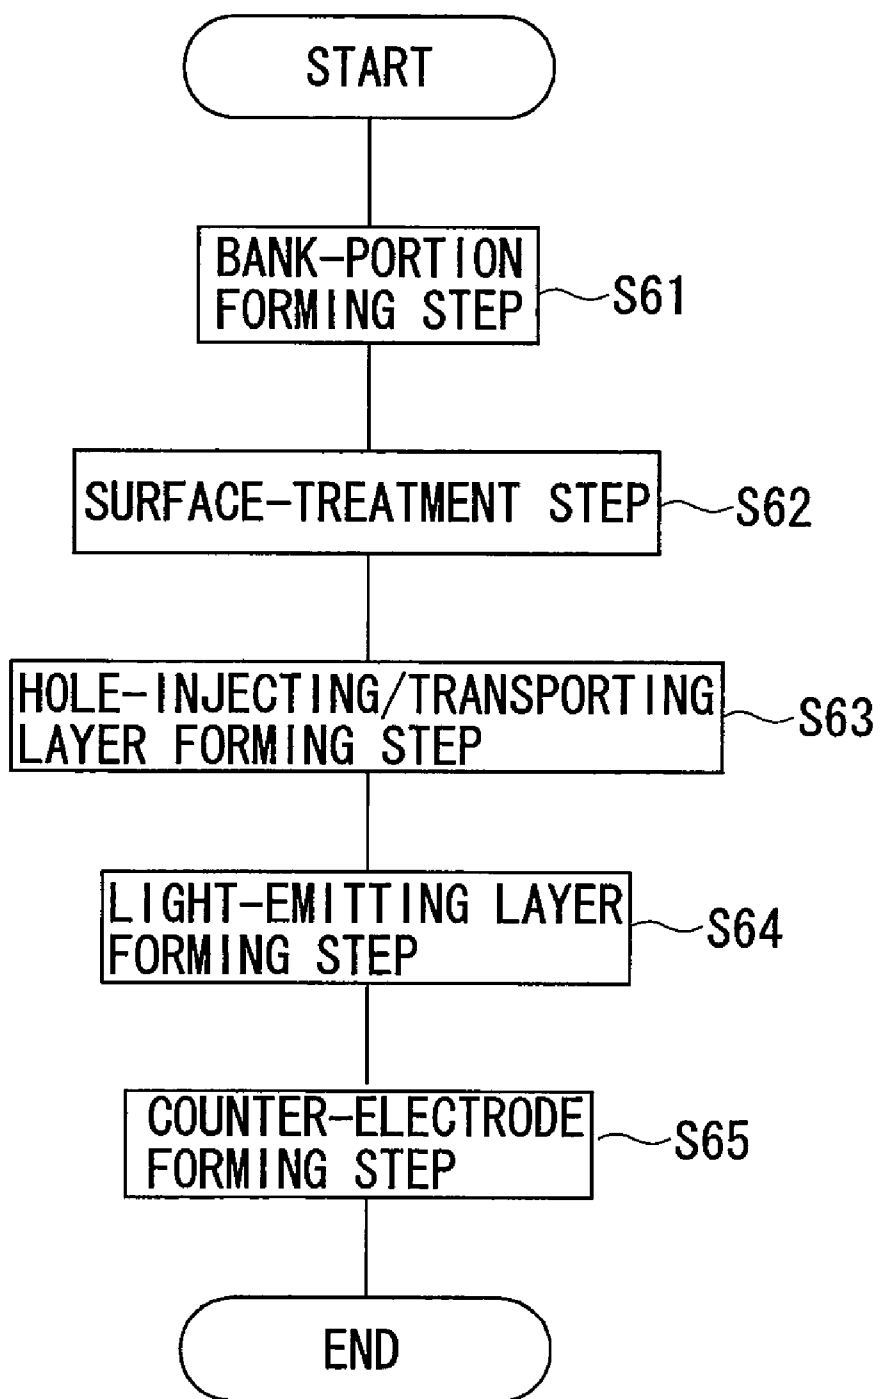 START
BANK-PORTION
FORMING STEP
S61
SURFACE-TREATMENT STEP
S62
HOLE-INJECTING/TRANSPORTING
LAYER FORMING STEP
S63
LIGHT-EMITTING LAYER
FORMING STEP
S64
COUNTER-ELECTRODE
FORMING STEP
S65
END